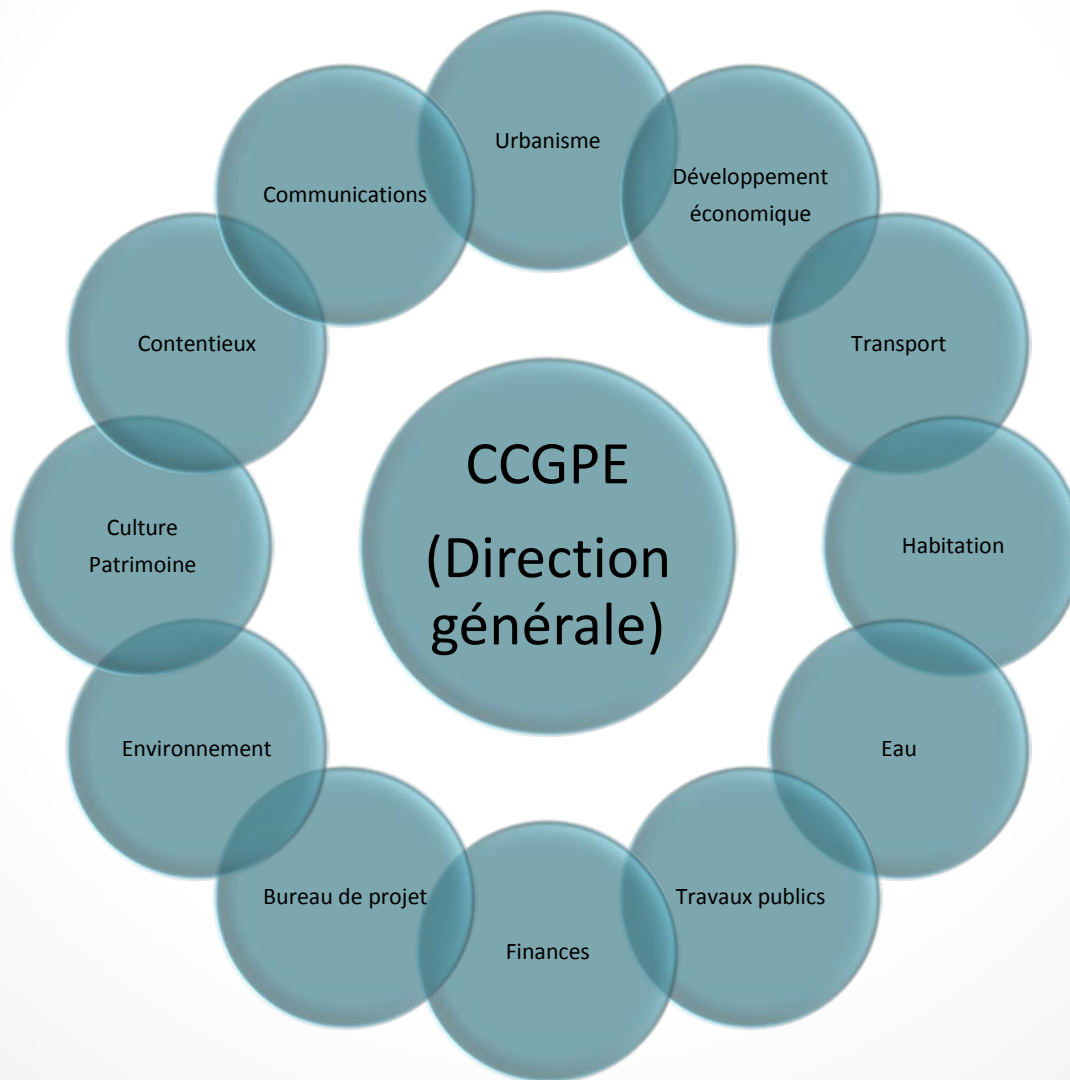 Urbanisme
Développement
économique
Transport
Habitation
Eau
Travaux publics
Finances
Bureau de projet
Environnement
Culture
Patrimoine
Contentieux
Communications
CCGPE
(Direction
générale)